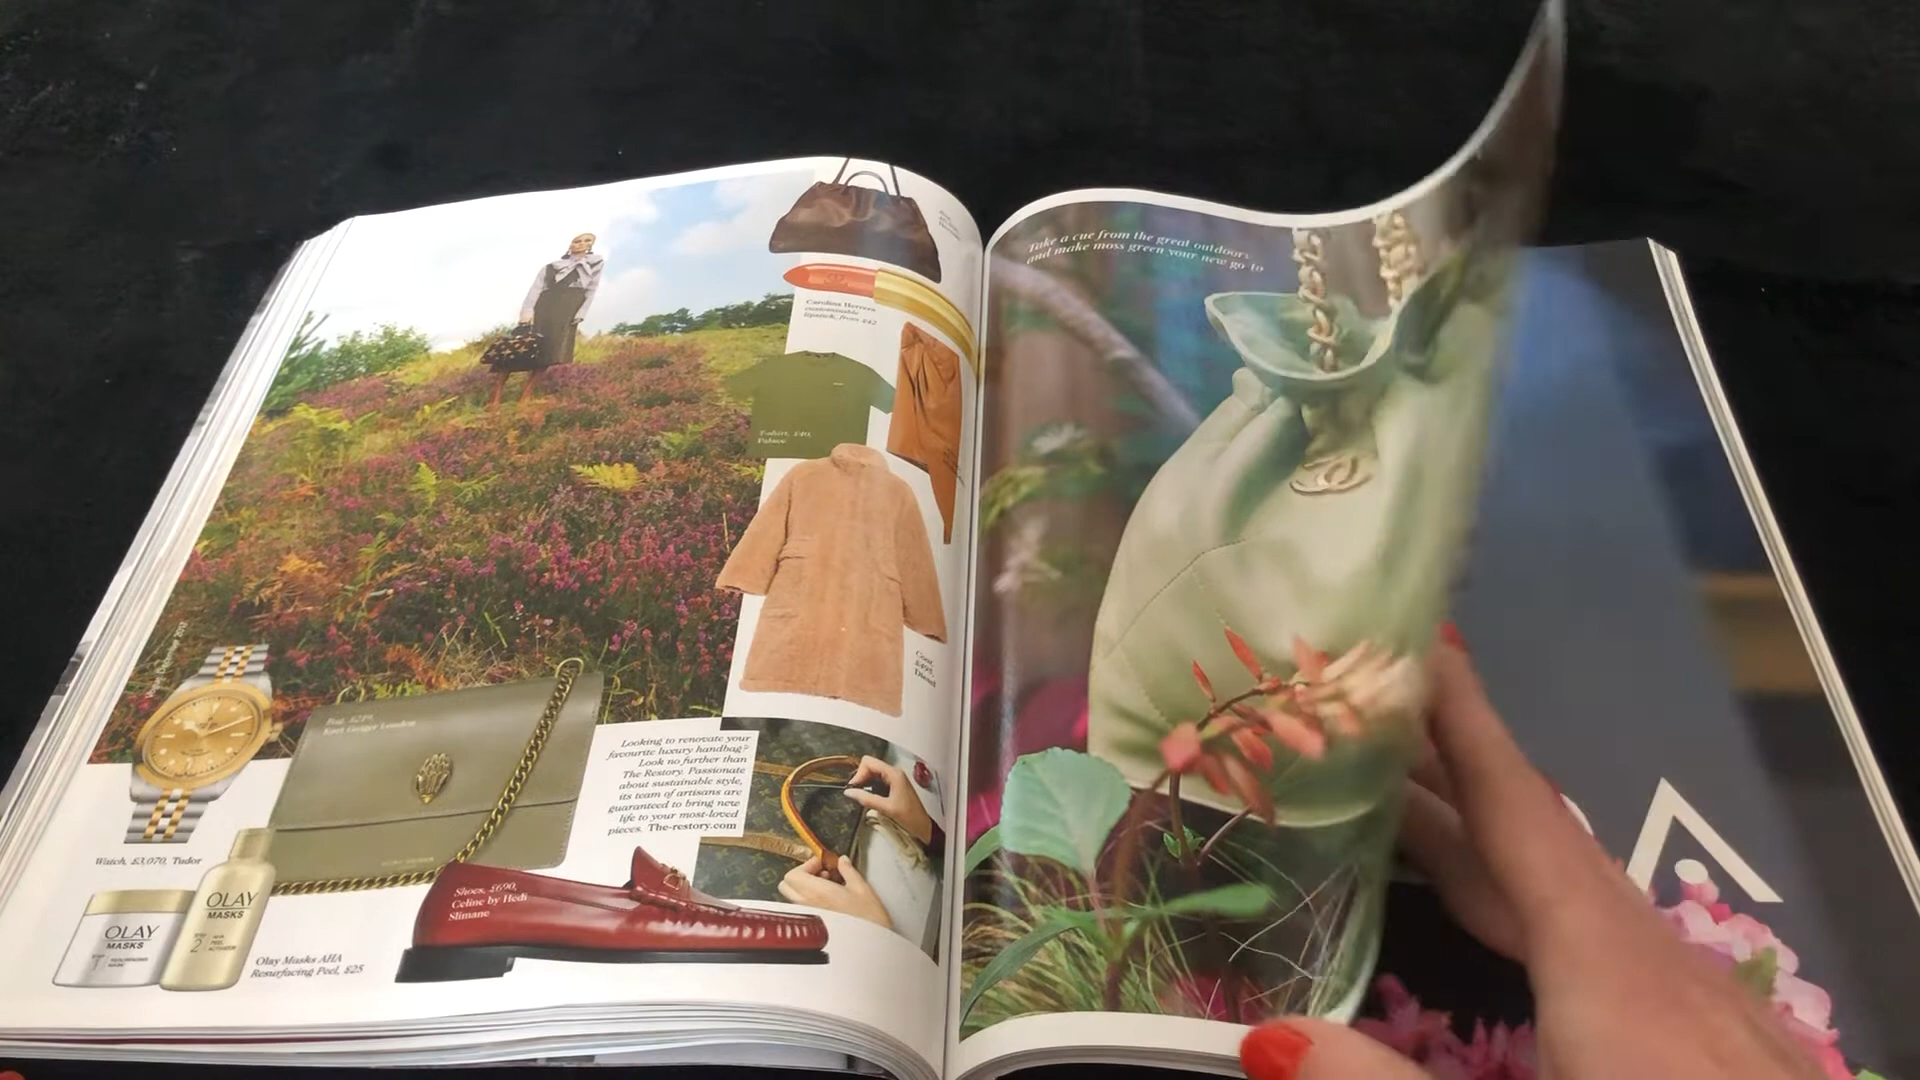 Carolina Herrera
customisable
lipstick, from £42
T-shirt, £40,
Palace
Coat,
£495,
Diesel
Bag, £219,
Kurt Geiger London
Looking to renovate your
favourite luxury handbag?
Look no further than
The Restory. Passionate
about sustainable style,
its team of artisans are
guaranteed to bring new
life to your most-loved
pieces. The-restory.com
Watch, £3,070, Tudor
OLAY
MASKS
OLAY
MASKS
2
Olay Masks AHA
Resurfacing Peel, £25
Shoes, £690,
Celine by Hedi
Slimane
Take a cue from the great outdoors
and make moss green your new go-to